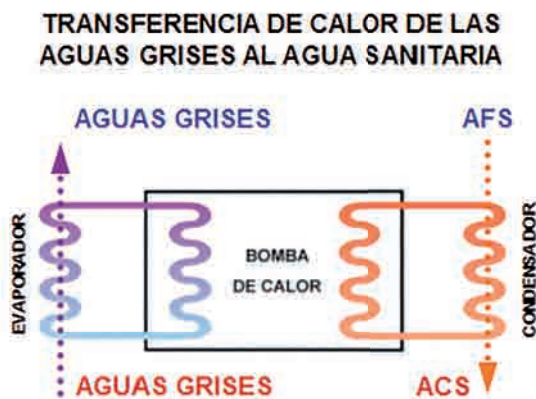 TRANSFERENCIA DE CALOR DE LAS
AGUAS GRISES AL AGUA SANITARIA
AGUAS GRISES
AFS
EVAPORADOR
BOMBA
DE CALOR
CONDENSADOR
AGUAS GRISES
ACS